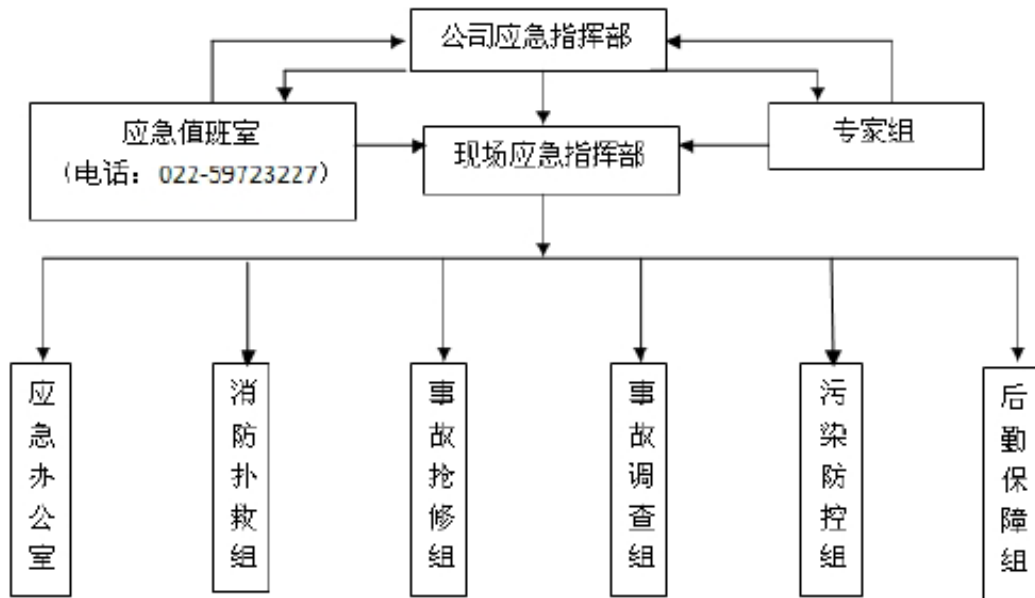 公司应急指挥部
应急值班室
(电话：022-59723227)
现场应急指挥部
专家组
应急办公室
消防扑救组
事故抢修组
事故调查组
污染防控组
后勤保障组